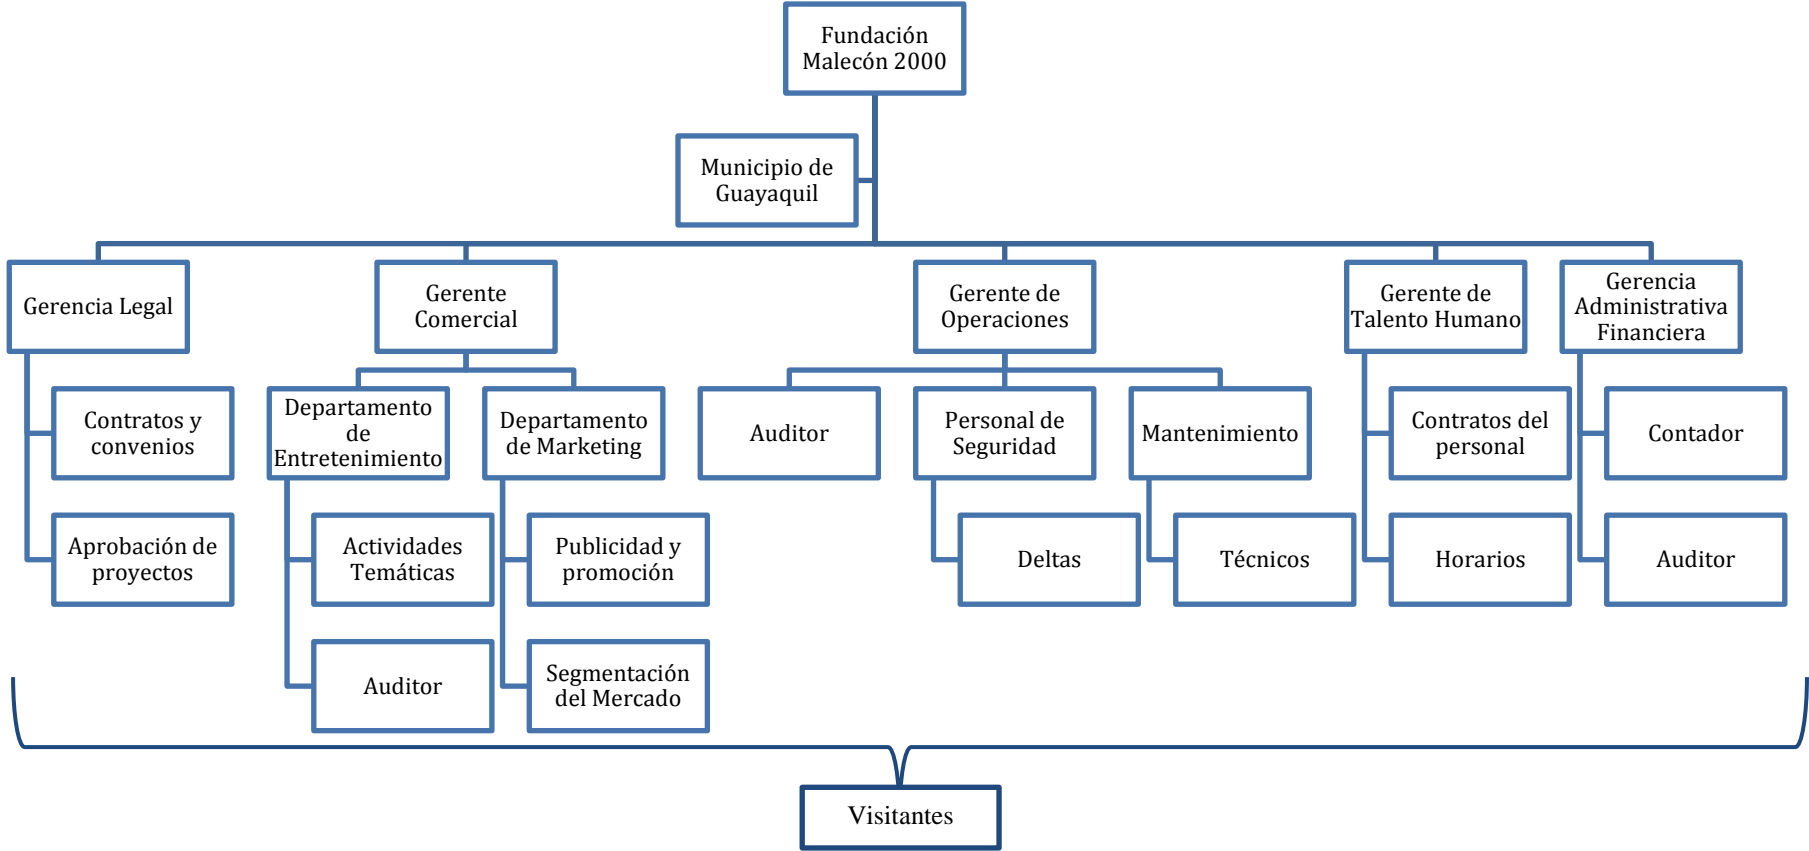 Fundación
Malecón 2000
Municipio de
Guayaquil
Gerencia Legal
Gerente
Comercial
Gerente de
Operaciones
Gerente de
Talento Humano
Gerencia
Administrativa
Financiera
Contratos y
convenios
Departamento
de
Entretenimiento
Departamento
de Marketing
Auditor
Personal de
Seguridad
Mantenimiento
Contratos del
personal
Contador
Aprobación de
proyectos
Actividades
Temáticas
Publicidad y
promoción
Deltas
Técnicos
Horarios
Auditor
Auditor
Segmentación
del Mercado
Visitantes